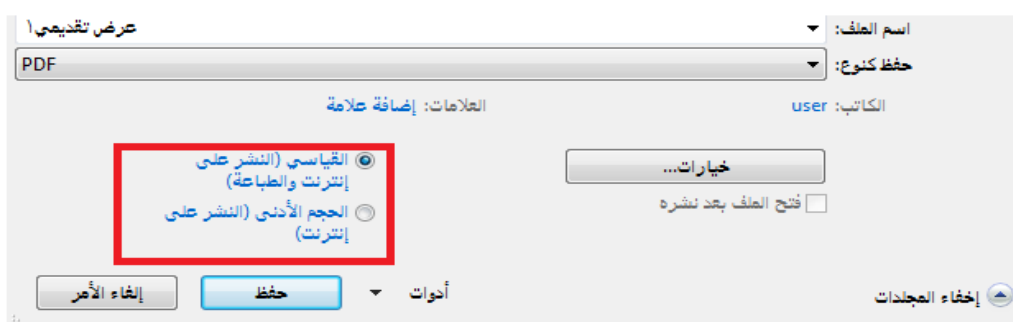 اسم الملف: عرض تقديمي١
حفظ كنوع: PDF
الكاتب: user العلامات: إضافة علامة
خيارات...
القياسي (النشر على
إنترنت والطباعة)
فتح الملف بعد نشره
الحجم الأدنى (النشر على
إنترنت)
إخفاء المجلدات أدوات حفظ إلغاء الأمر